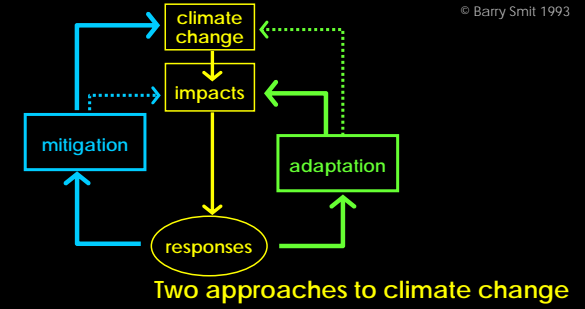 © Barry Smit 1993
climate
change
impacts
mitigation
adaptation
responses
Two approaches to climate change